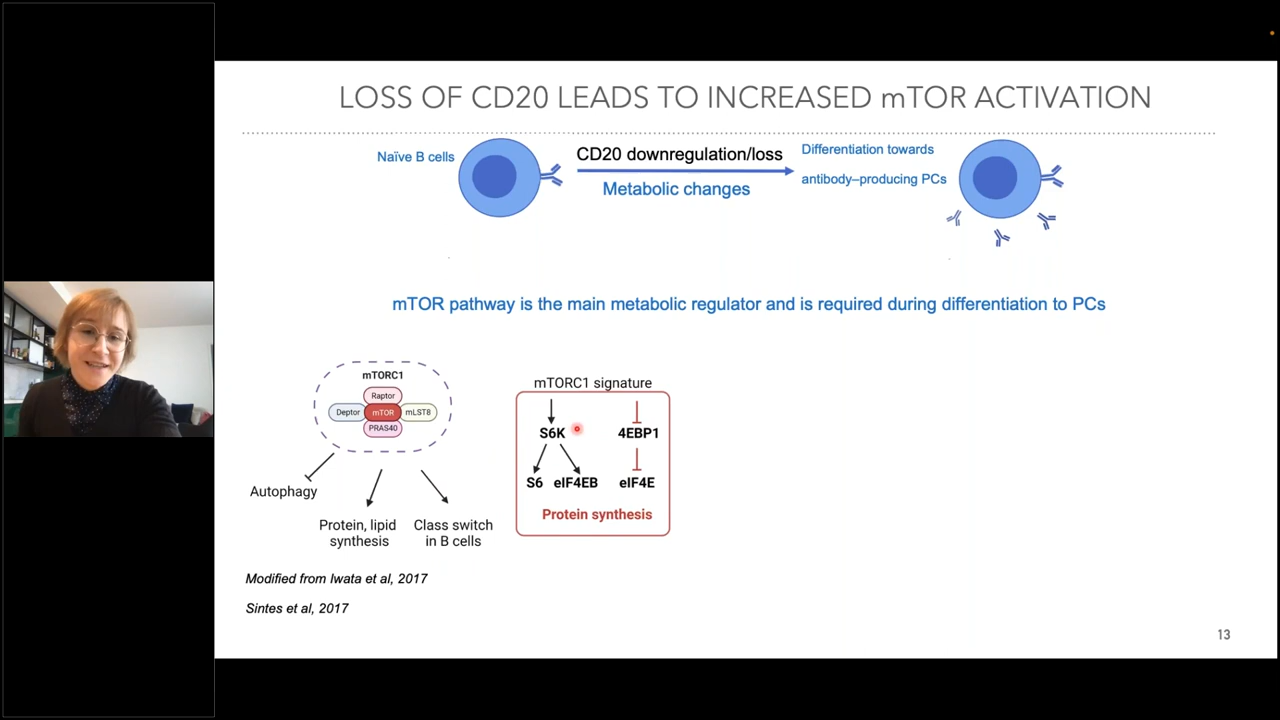 LOSS OF CD20 LEADS TO INCREASED mTOR ACTIVATION
Naïve B cells
CD20 downregulation/loss
Metabolic changes
Differentiation towards
antibody–producing PCs
mTOR pathway is the main metabolic regulator and is required during differentiation to PCs
mTORC1
Raptor
Deptor
mTOR
mLST8
PRAS40
Autophagy
Protein, lipid
synthesis
Class switch
in B cells
mTORC1 signature
S6K
4EBP1
S6
eIF4EB
eIF4E
Protein synthesis
Modified from Iwata et al, 2017
Sintes et al, 2017
13